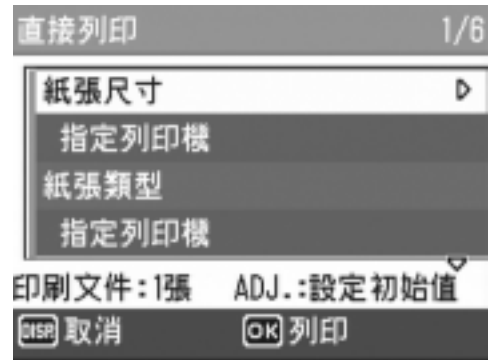 直接列印 1/6
紙張尺寸
指定列印機
紙張類型
指定列印機
印刷文件:1張 ADJ.:設定初始值
DISP. 取消 OK 列印